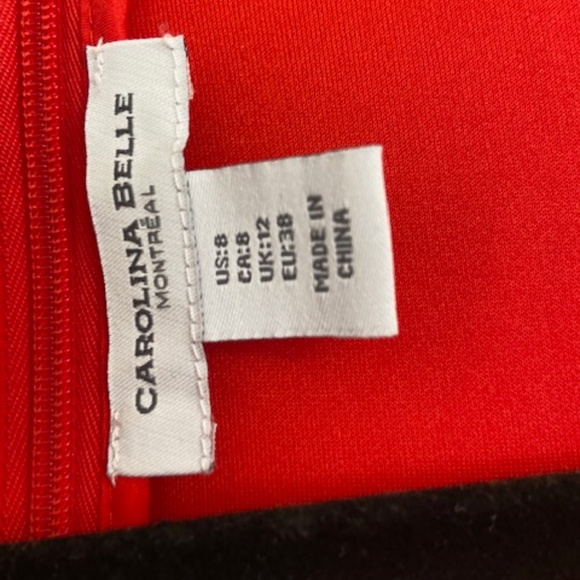 CAROLINA BELLE
MONTRÉAL
US:8
CA:8
UK:12
EU:38
MADE IN
CHINA